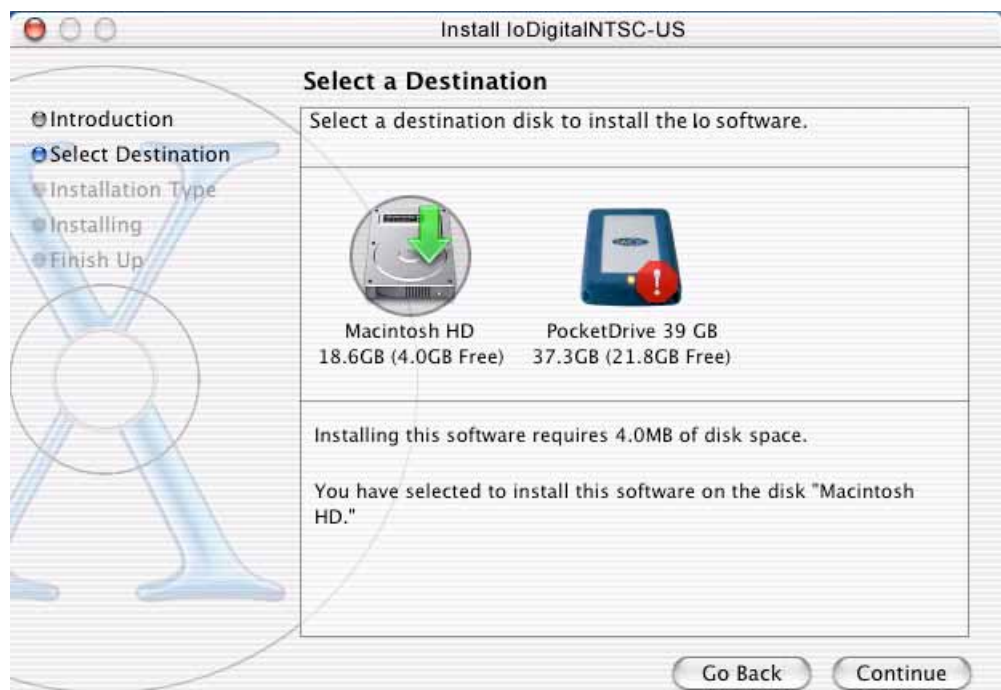 Install IoDigitalNTSC-US
Select a Destination
Introduction
Select Destination
Installation Type
Installing
Finish Up
Select a destination disk to install the Io software.
Macintosh HD
18.6GB (4.0GB Free)
PocketDrive 39 GB
37.3GB (21.8GB Free)
Installing this software requires 4.0MB of disk space.
You have selected to install this software on the disk "Macintosh
HD."
Go Back
Continue